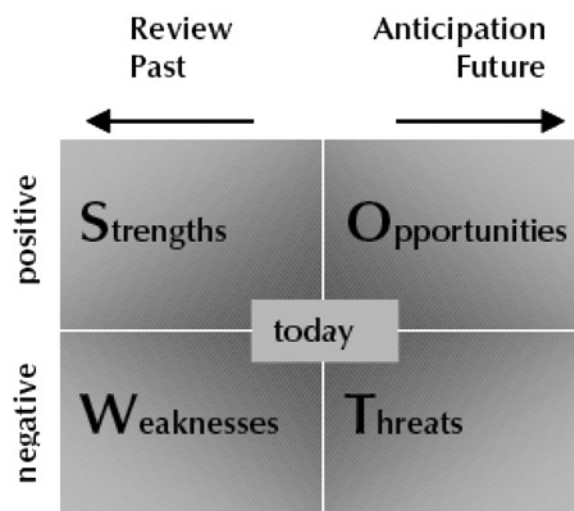 Review
Past
Anticipation
Future
positive
Strengths
Opportunities
today
negative
Weaknesses
Threats